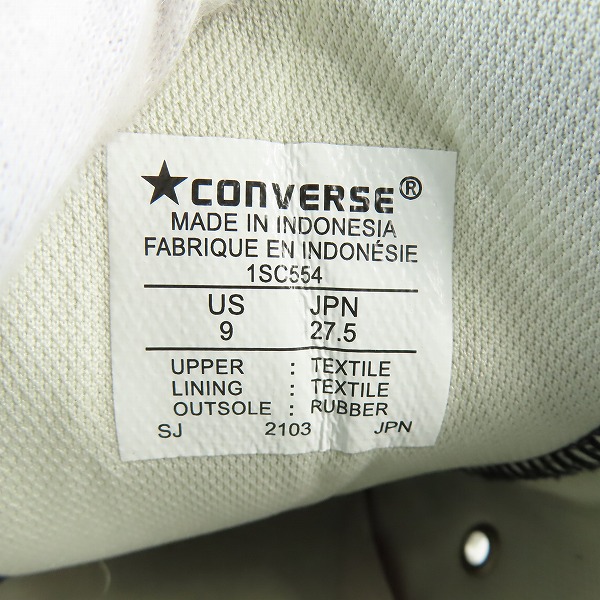 ★CONVERSE®
MADE IN INDONESIA
FABRIQUE EN INDONÉSIE
1SC554
US JPN
9 27.5
UPPER : TEXTILE
LINING : TEXTILE
OUTSOLE : RUBBER
SJ 2103 JPN